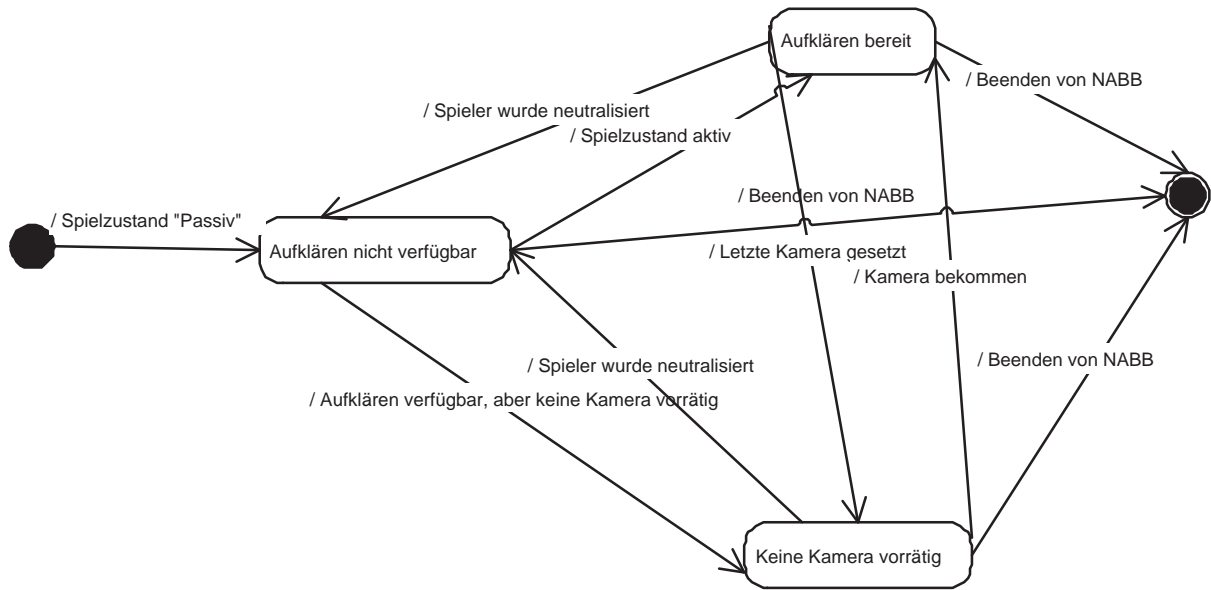 Aufklären bereit
/ Beenden von NABB
/ Spieler wurde neutralisiert
/ Spielzustand aktiv
/ Beenden von NABB
/ Spielzustand "Passiv"
Aufklären nicht verfügbar
/ Letzte Kamera gesetzt
/ Kamera bekommen
/ Beenden von NABB
/ Spieler wurde neutralisiert
/ Aufklären verfügbar, aber keine Kamera vorrätig
Keine Kamera vorrätig